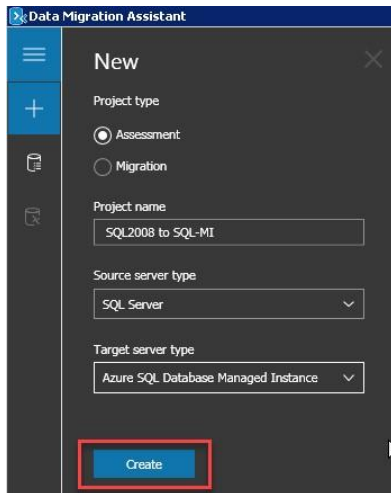 Data Migration Assistant
New
Project type
Assessment
Migration
Project name
SQL2008 to SQL-MI
Source server type
SQL Server
Target server type
Azure SQL Database Managed Instance
Create